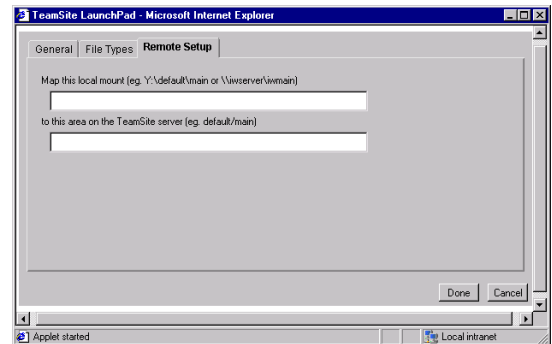 TeamSite LaunchPad - Microsoft Internet Explorer
General File Types Remote Setup
Map this local mount (eg. Y:\default\main or \\iwserver\iwmain)
to this area on the TeamSite server (eg. default/main)
Done Cancel
Applet started Local intranet